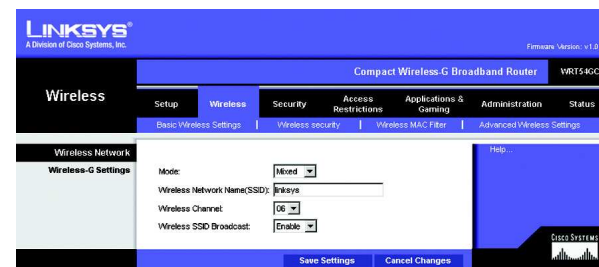 LINKSYS®
A Division of Cisco Systems, Inc.
Firmware Version: v1.0
Compact Wireless-G Broadband Router WRT54GC
Wireless
Setup Wireless Security Access Restrictions Applications & Gaming Administration Status
Basic Wireless Settings | Wireless security | Wireless MAC Filter | Advanced Wireless Settings
Wireless Network
Help...
Wireless-G Settings
Mode: Mixed
Wireless Network Name(SSID): linksys
Wireless Channel: 06
Wireless SSID Broadcast: Enable
CISCO SYSTEMS
Save Settings Cancel Changes